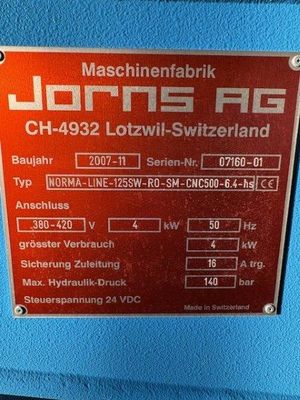 Maschinenfabrik
Jorns AG
CH-4932 Lotzwil-Switzerland
Baujahr 2007-11 Serien-Nr. 07160-01
Typ NORMA-LINE-125SW-RO-SM-CNC500-6.4-hs CE
Anschluss
380-420 V 4 kW 50 Hz
grösster Verbrauch 4 kW
Sicherung Zuleitung 16 A trg.
Max. Hydraulik-Druck 140 bar
Steuerspannung 24 VDC
Made in Switzerland